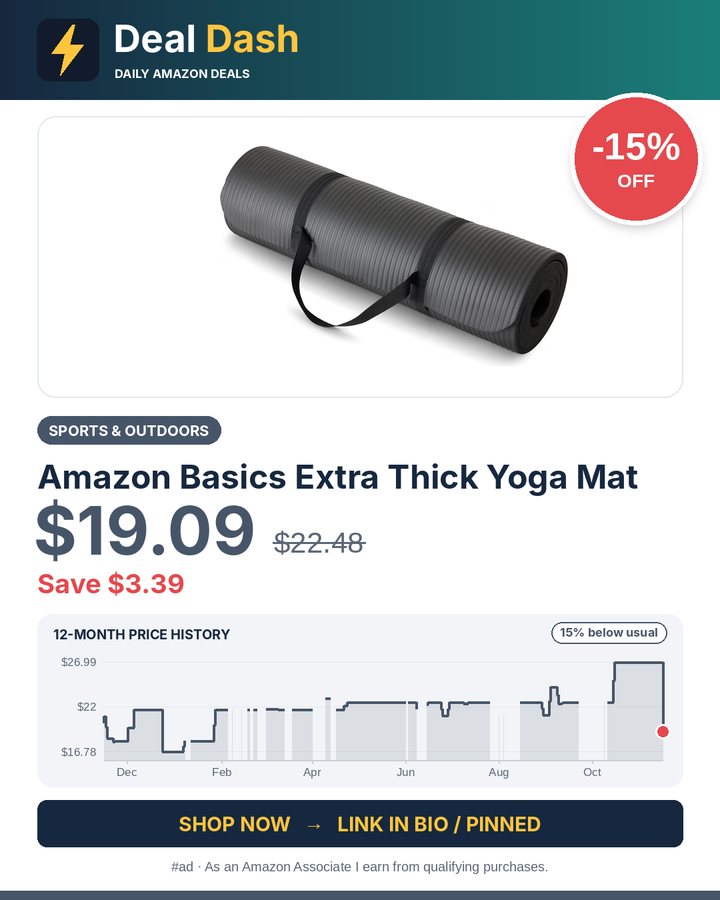 Deal Dash
DAILY AMAZON DEALS
-15%
OFF
SPORTS & OUTDOORS
Amazon Basics Extra Thick Yoga Mat
$19.09 $22.48
Save $3.39
12-MONTH PRICE HISTORY
15% below usual
$26.99
$22
$16.78
Dec Feb Apr Jun Aug Oct
SHOP NOW → LINK IN BIO / PINNED
#ad · As an Amazon Associate I earn from qualifying purchases.